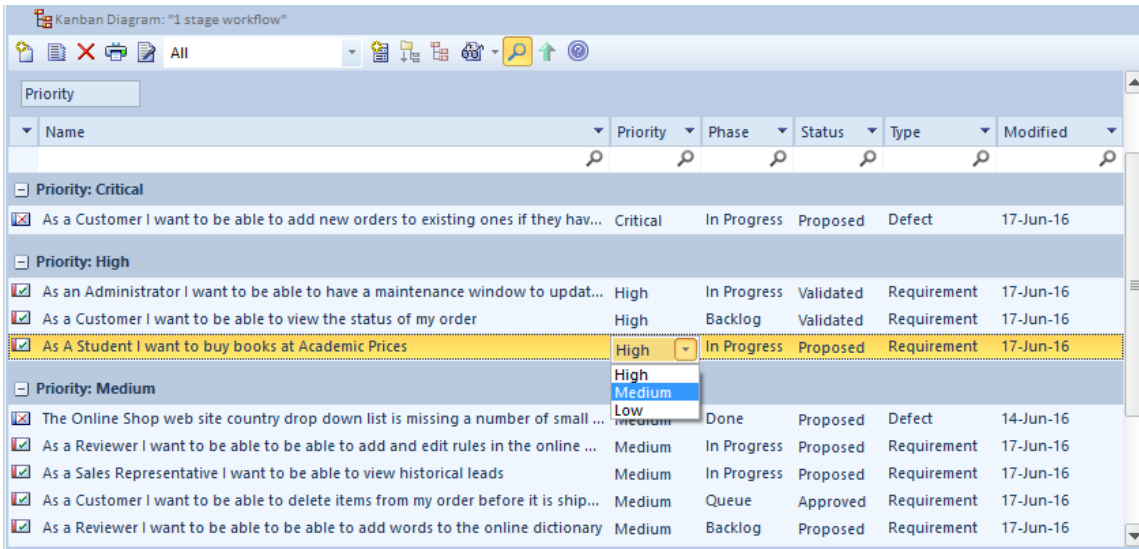 Kanban Diagram: "1 stage workflow"
All
Priority
Name Priority Phase Status Type Modified
Priority: Critical
As a Customer I want to be able to add new orders to existing ones if they hav... Critical In Progress Proposed Defect 17-Jun-16
Priority: High
As an Administrator I want to be able to have a maintenance window to updat... High In Progress Validated Requirement 17-Jun-16
As a Customer I want to be able to view the status of my order High Backlog Validated Requirement 17-Jun-16
As A Student I want to buy books at Academic Prices High In Progress Proposed Requirement 17-Jun-16
High
Medium
Low
Priority: Medium
The Online Shop web site country drop down list is missing a number of small ... Medium Done Proposed Defect 14-Jun-16
As a Reviewer I want to be able to be able to add and edit rules in the online ... Medium In Progress Proposed Requirement 17-Jun-16
As a Sales Representative I want to be able to view historical leads Medium In Progress Proposed Requirement 17-Jun-16
As a Customer I want to be able to delete items from my order before it is ship... Medium Queue Approved Requirement 17-Jun-16
As a Reviewer I want to be able to be able to add words to the online dictionary Medium Backlog Proposed Requirement 17-Jun-16